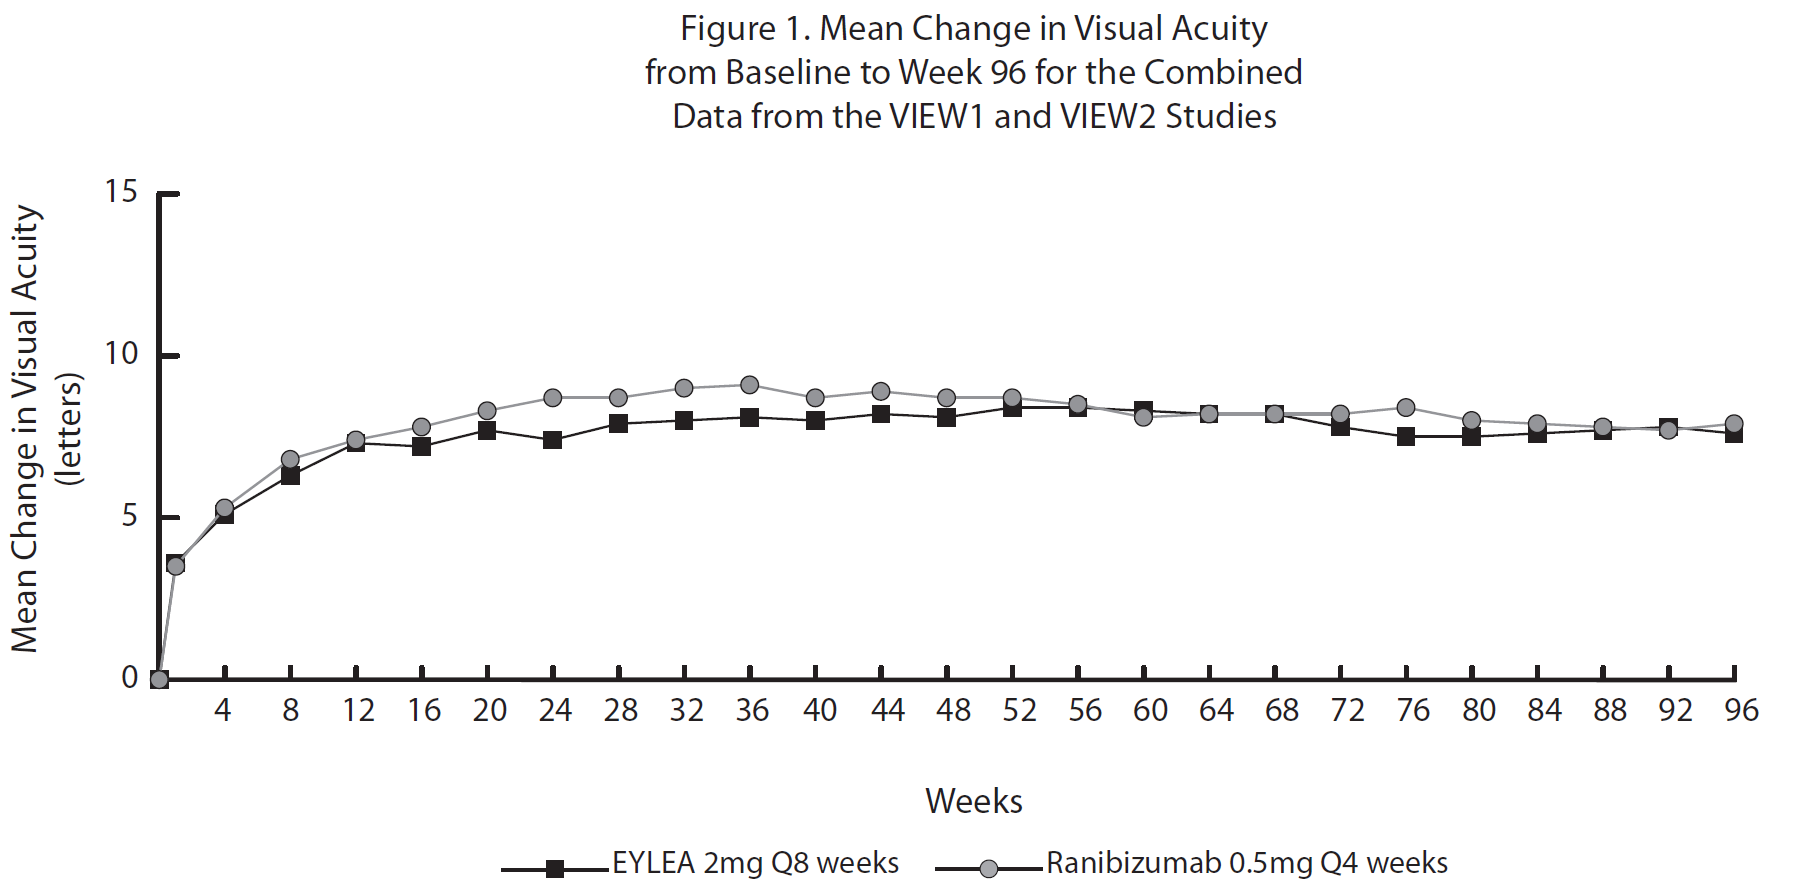 Figure 1. Mean Change in Visual Acuity
from Baseline to Week 96 for the Combined
Data from the VIEW1 and VIEW2 Studies
Mean Change in Visual Acuity
(letters)
15
10
5
0
4 8 12 16 20 24 28 32 36 40 44 48 52 56 60 64 68 72 76 80 84 88 92 96
Weeks
EYLEA 2mg Q8 weeks Ranibizumab 0.5mg Q4 weeks